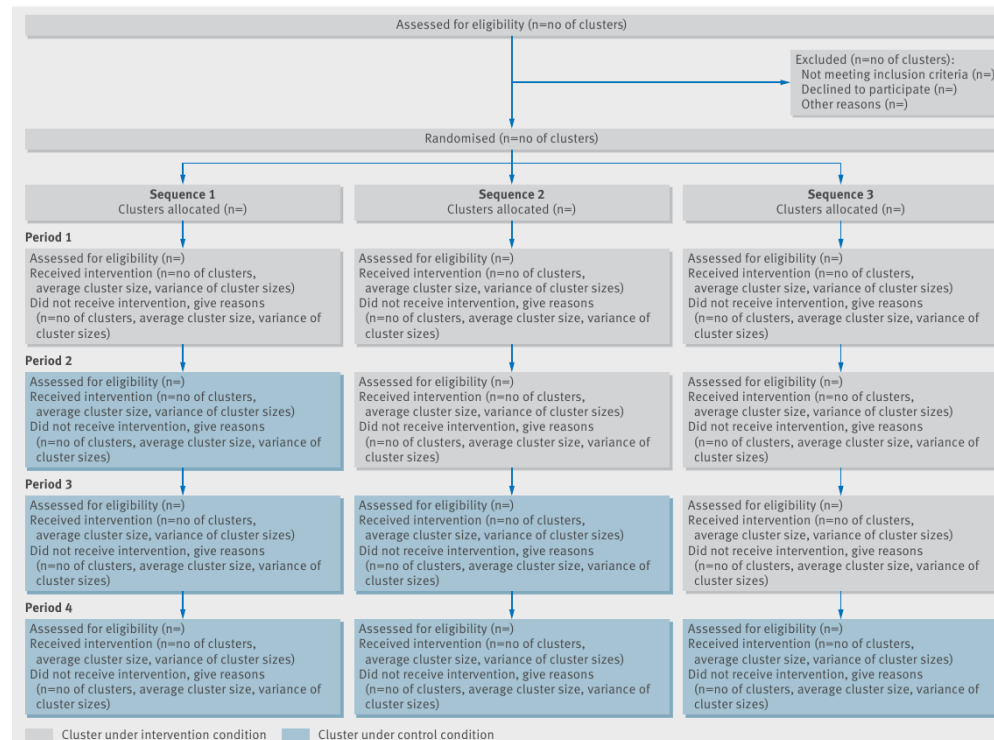 Assessed for eligibility (n=no of clusters)
Excluded (n=no of clusters):
Not meeting inclusion criteria (n=)
Declined to participate (n=)
Other reasons (n=)
Randomised (n=no of clusters)
Sequence 1
Clusters allocated (n=)
Sequence 2
Clusters allocated (n=)
Sequence 3
Clusters allocated (n=)
Period 1
Assessed for eligibility (n=)
Received intervention (n=no of clusters,
average cluster size, variance of cluster sizes)
Did not receive intervention, give reasons
(n=no of clusters, average cluster size, variance of
cluster sizes)
Assessed for eligibility (n=)
Received intervention (n=no of clusters,
average cluster size, variance of cluster sizes)
Did not receive intervention, give reasons
(n=no of clusters, average cluster size, variance of
cluster sizes)
Assessed for eligibility (n=)
Received intervention (n=no of clusters,
average cluster size, variance of cluster sizes)
Did not receive intervention, give reasons
(n=no of clusters, average cluster size, variance of
cluster sizes)
Period 2
Assessed for eligibility (n=)
Received intervention (n=no of clusters,
average cluster size, variance of cluster sizes)
Did not receive intervention, give reasons
(n=no of clusters, average cluster size, variance of
cluster sizes)
Assessed for eligibility (n=)
Received intervention (n=no of clusters,
average cluster size, variance of cluster sizes)
Did not receive intervention, give reasons
(n=no of clusters, average cluster size, variance of
cluster sizes)
Assessed for eligibility (n=)
Received intervention (n=no of clusters,
average cluster size, variance of cluster sizes)
Did not receive intervention, give reasons
(n=no of clusters, average cluster size, variance of
cluster sizes)
Period 3
Assessed for eligibility (n=)
Received intervention (n=no of clusters,
average cluster size, variance of cluster sizes)
Did not receive intervention, give reasons
(n=no of clusters, average cluster size, variance of
cluster sizes)
Assessed for eligibility (n=)
Received intervention (n=no of clusters,
average cluster size, variance of cluster sizes)
Did not receive intervention, give reasons
(n=no of clusters, average cluster size, variance of
cluster sizes)
Assessed for eligibility (n=)
Received intervention (n=no of clusters,
average cluster size, variance of cluster sizes)
Did not receive intervention, give reasons
(n=no of clusters, average cluster size, variance of
cluster sizes)
Period 4
Assessed for eligibility (n=)
Received intervention (n=no of clusters,
average cluster size, variance of cluster sizes)
Did not receive intervention, give reasons
(n=no of clusters, average cluster size, variance of
cluster sizes)
Assessed for eligibility (n=)
Received intervention (n=no of clusters,
average cluster size, variance of cluster sizes)
Did not receive intervention, give reasons
(n=no of clusters, average cluster size, variance of
cluster sizes)
Assessed for eligibility (n=)
Received intervention (n=no of clusters,
average cluster size, variance of cluster sizes)
Did not receive intervention, give reasons
(n=no of clusters, average cluster size, variance of
cluster sizes)
Cluster under intervention condition
Cluster under control condition